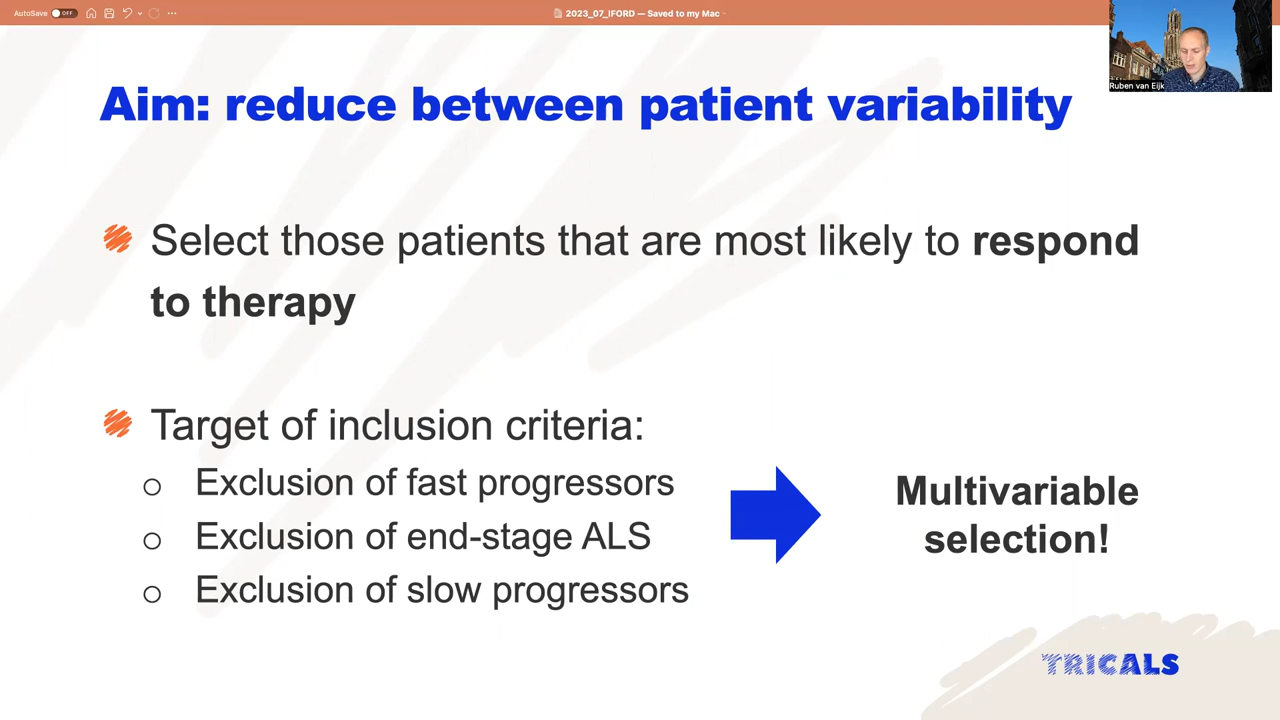 AutoSave OFF
2023_07_IFORD — Saved to my Mac
Ruben van Eijk
Aim: reduce between patient variability
Select those patients that are most likely to respond
to therapy
Target of inclusion criteria:
o Exclusion of fast progressors
o Exclusion of end-stage ALS
o Exclusion of slow progressors
Multivariable
selection!
TRICALS